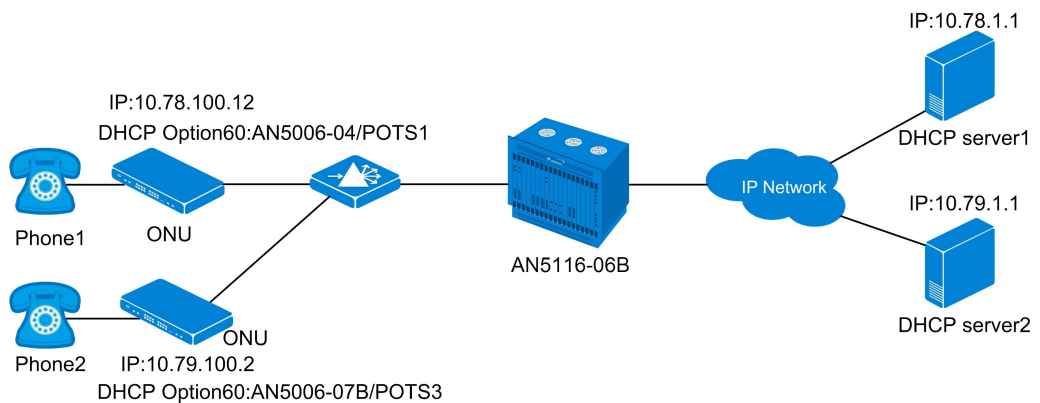 IP:10.78.1.1
IP:10.78.100.12
DHCP Option60:AN5006-04/POTS1
DHCP server1
IP Network
Phone1
ONU
IP:10.79.1.1
AN5116-06B
DHCP server2
ONU
Phone2
IP:10.79.100.2
DHCP Option60:AN5006-07B/POTS3